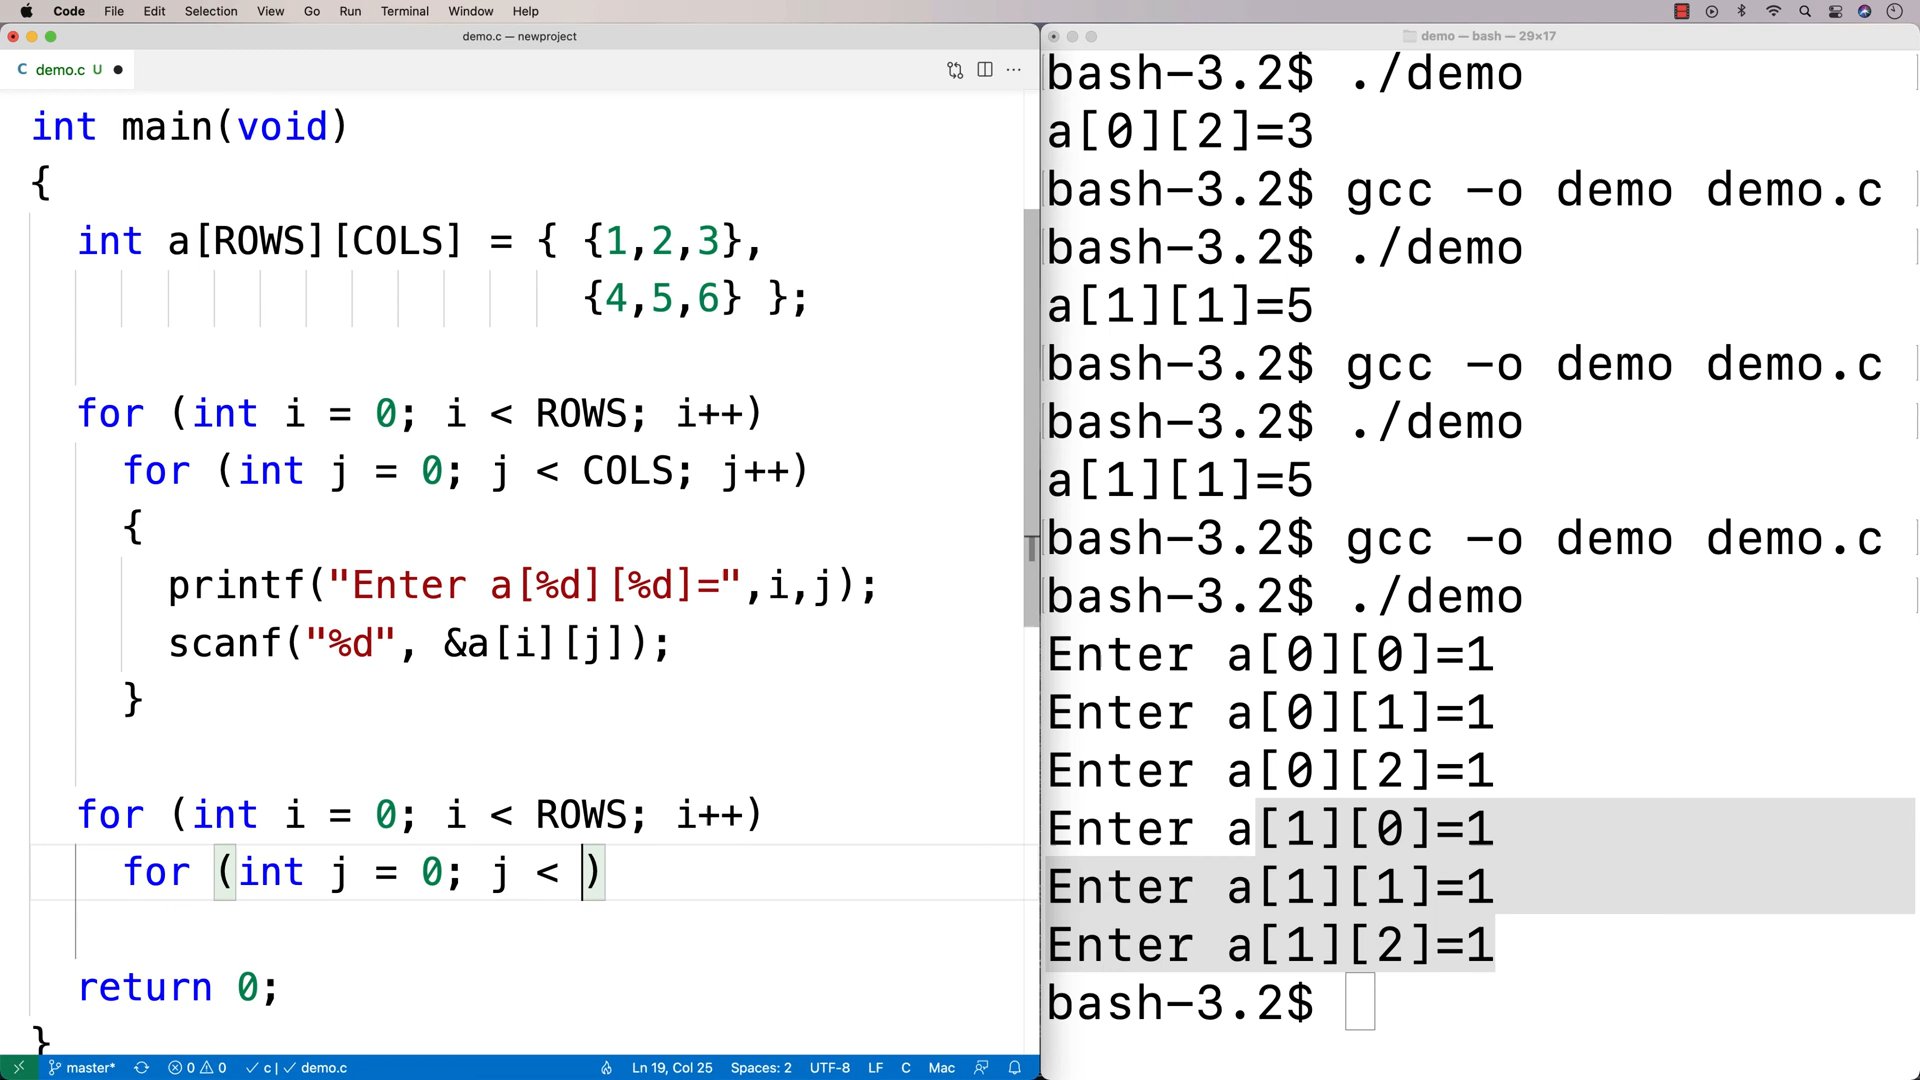 Code File Edit Selection View Go Run Terminal Window Help
demo.c — newproject
C demo.c U
int main(void)
{
int a[ROWS][COLS] = { {1,2,3},
{4,5,6} };
for (int i = 0; i < ROWS; i++)
for (int j = 0; j < COLS; j++)
{
printf("Enter a[%d][%d]=",i,j);
scanf("%d", &a[i][j]);
}
for (int i = 0; i < ROWS; i++)
for (int j = 0; j < )
return 0;
}
master* 0 0 c | demo.c Ln 19, Col 25 Spaces: 2 UTF-8 LF C Mac
demo — bash — 29×17
bash-3.2$ ./demo
a[0][2]=3
bash-3.2$ gcc -o demo demo.c
bash-3.2$ ./demo
a[1][1]=5
bash-3.2$ gcc -o demo demo.c
bash-3.2$ ./demo
a[1][1]=5
bash-3.2$ gcc -o demo demo.c
bash-3.2$ ./demo
Enter a[0][0]=1
Enter a[0][1]=1
Enter a[0][2]=1
Enter a[1][0]=1
Enter a[1][1]=1
Enter a[1][2]=1
bash-3.2$